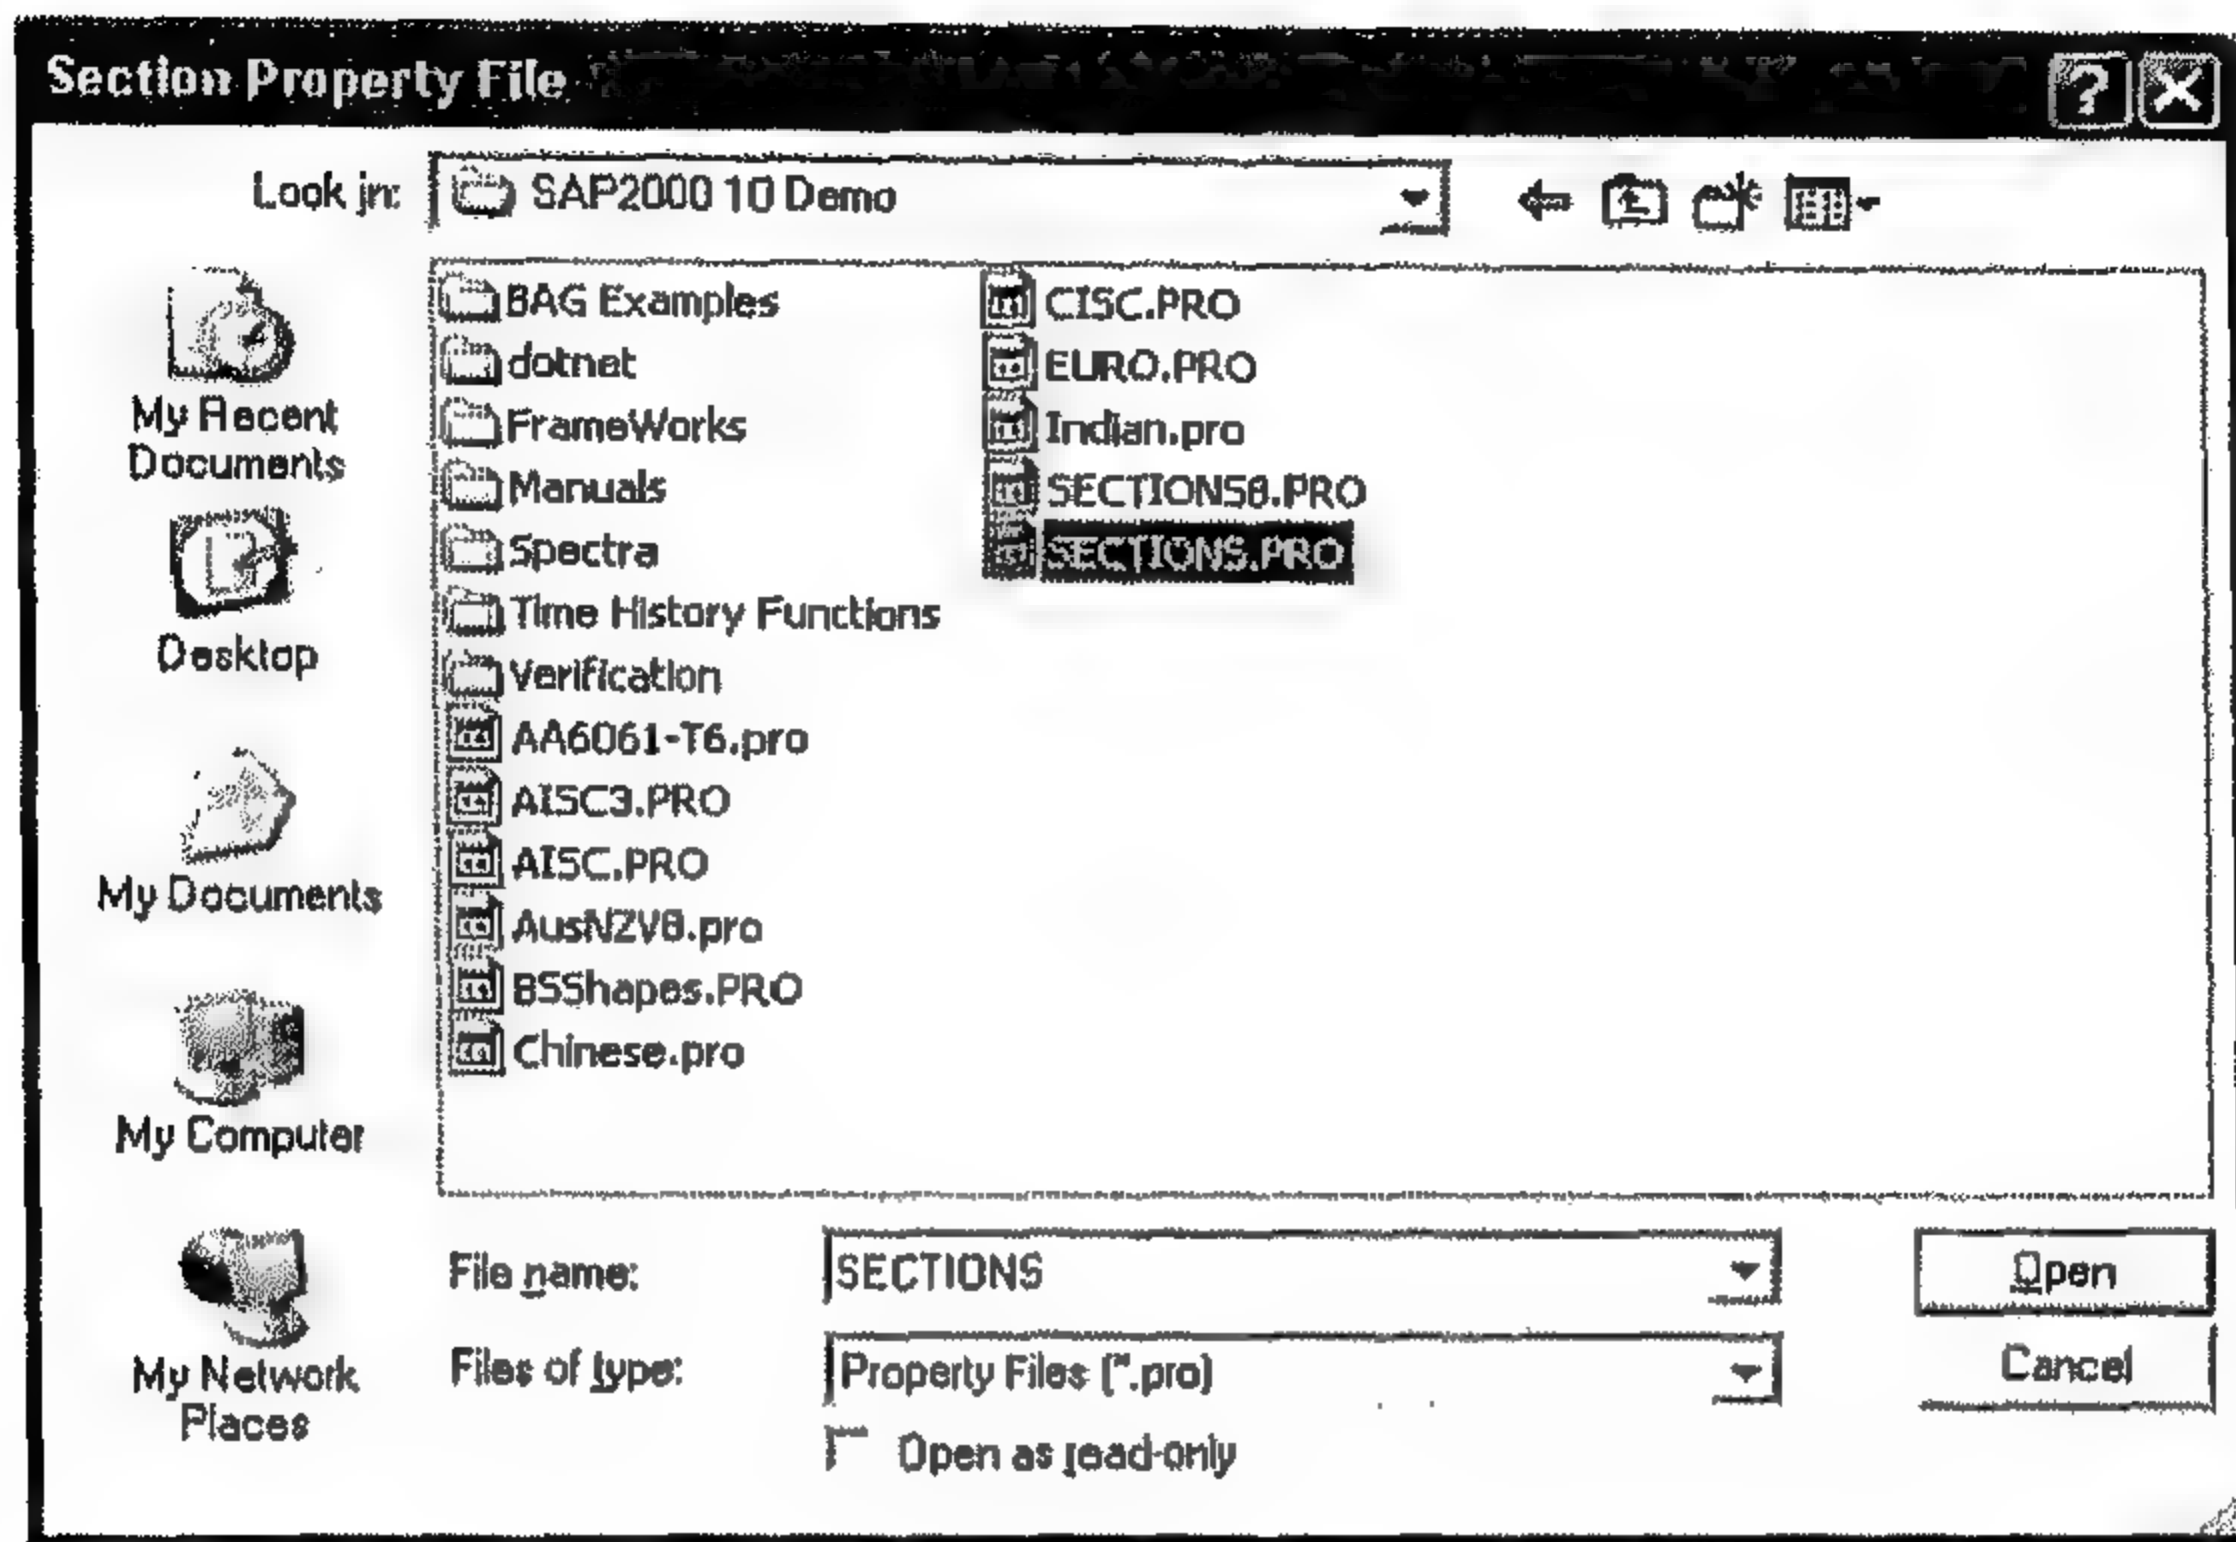 Section Property File
Look in: SAP2000 10 Demo
My Recent
Documents
Desktop
My Documents
My Computer
My Network
Places
BAG Examples
dotnet
FrameWorks
Manuals
Spectra
Time History Functions
Verification
AA6061-T6.pro
AISC3.PRO
AISC.PRO
AusNZV8.pro
BSShapes.PRO
Chinese.pro
CISC.PRO
EURO.PRO
Indian.pro
SECTIONS8.PRO
SECTIONS.PRO
File name: SECTIONS
Open
Files of type: Property Files (*.pro)
Cancel
Open as read-only